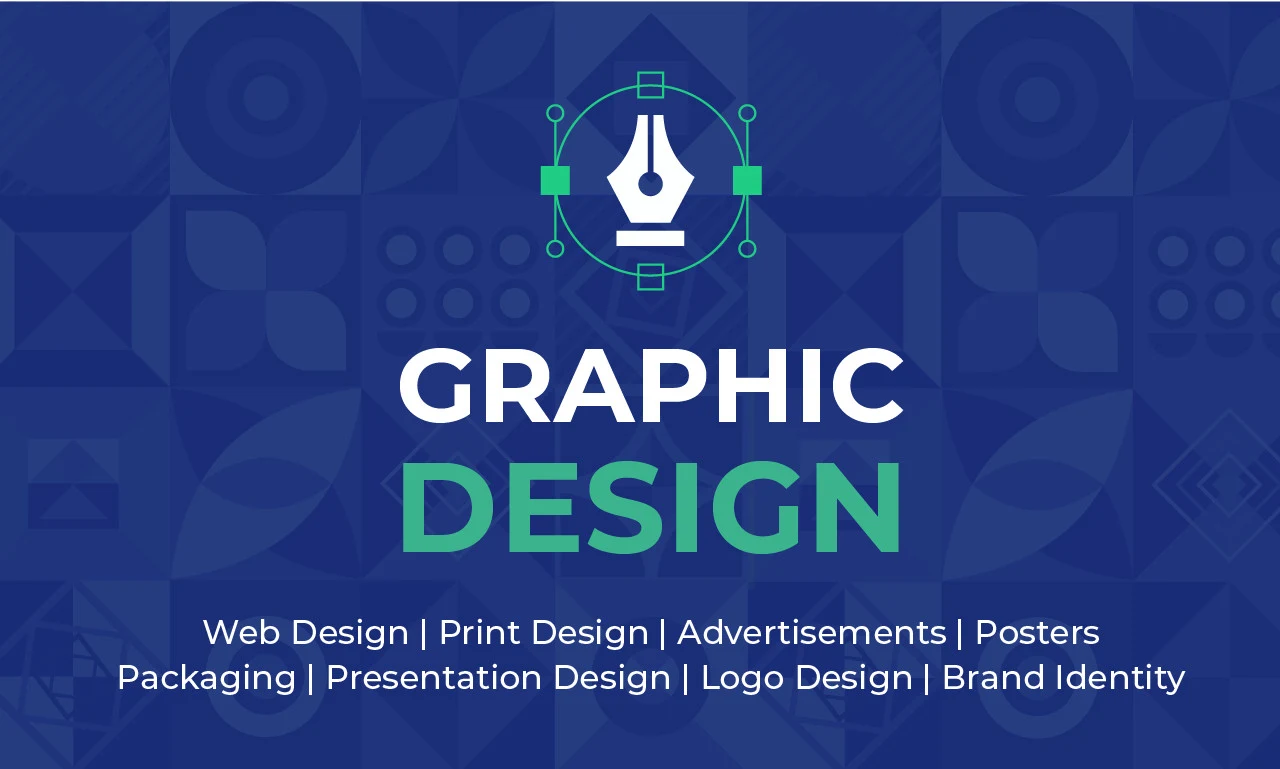 GRAPHIC
DESIGN
Web Design | Print Design | Advertisements | Posters
Packaging | Presentation Design | Logo Design | Brand Identity